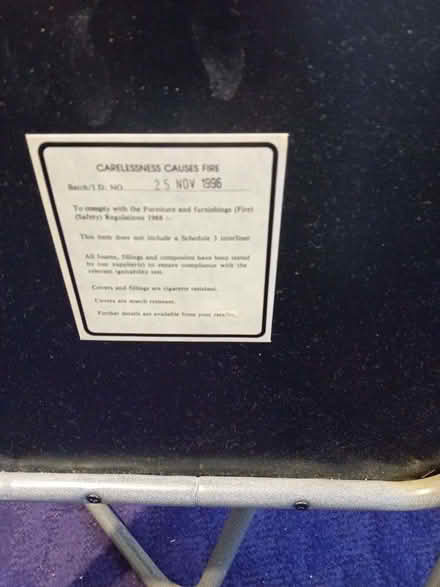 CARELESSNESS CAUSES FIRE
Batch/I.D. NO. 25 NOV 1996
To comply with the Furniture and Furnishings (Fire)
(Safety) Regulations 1988 :-
This item does not include a Schedule 3 interliner
All foams, fillings and composites have been tested
by our supplier(s) to ensure compliance with the
relevant ignitability test.
Covers and fillings are cigarette resistant.
Covers are match resistant.
Further details are available from your retailer.